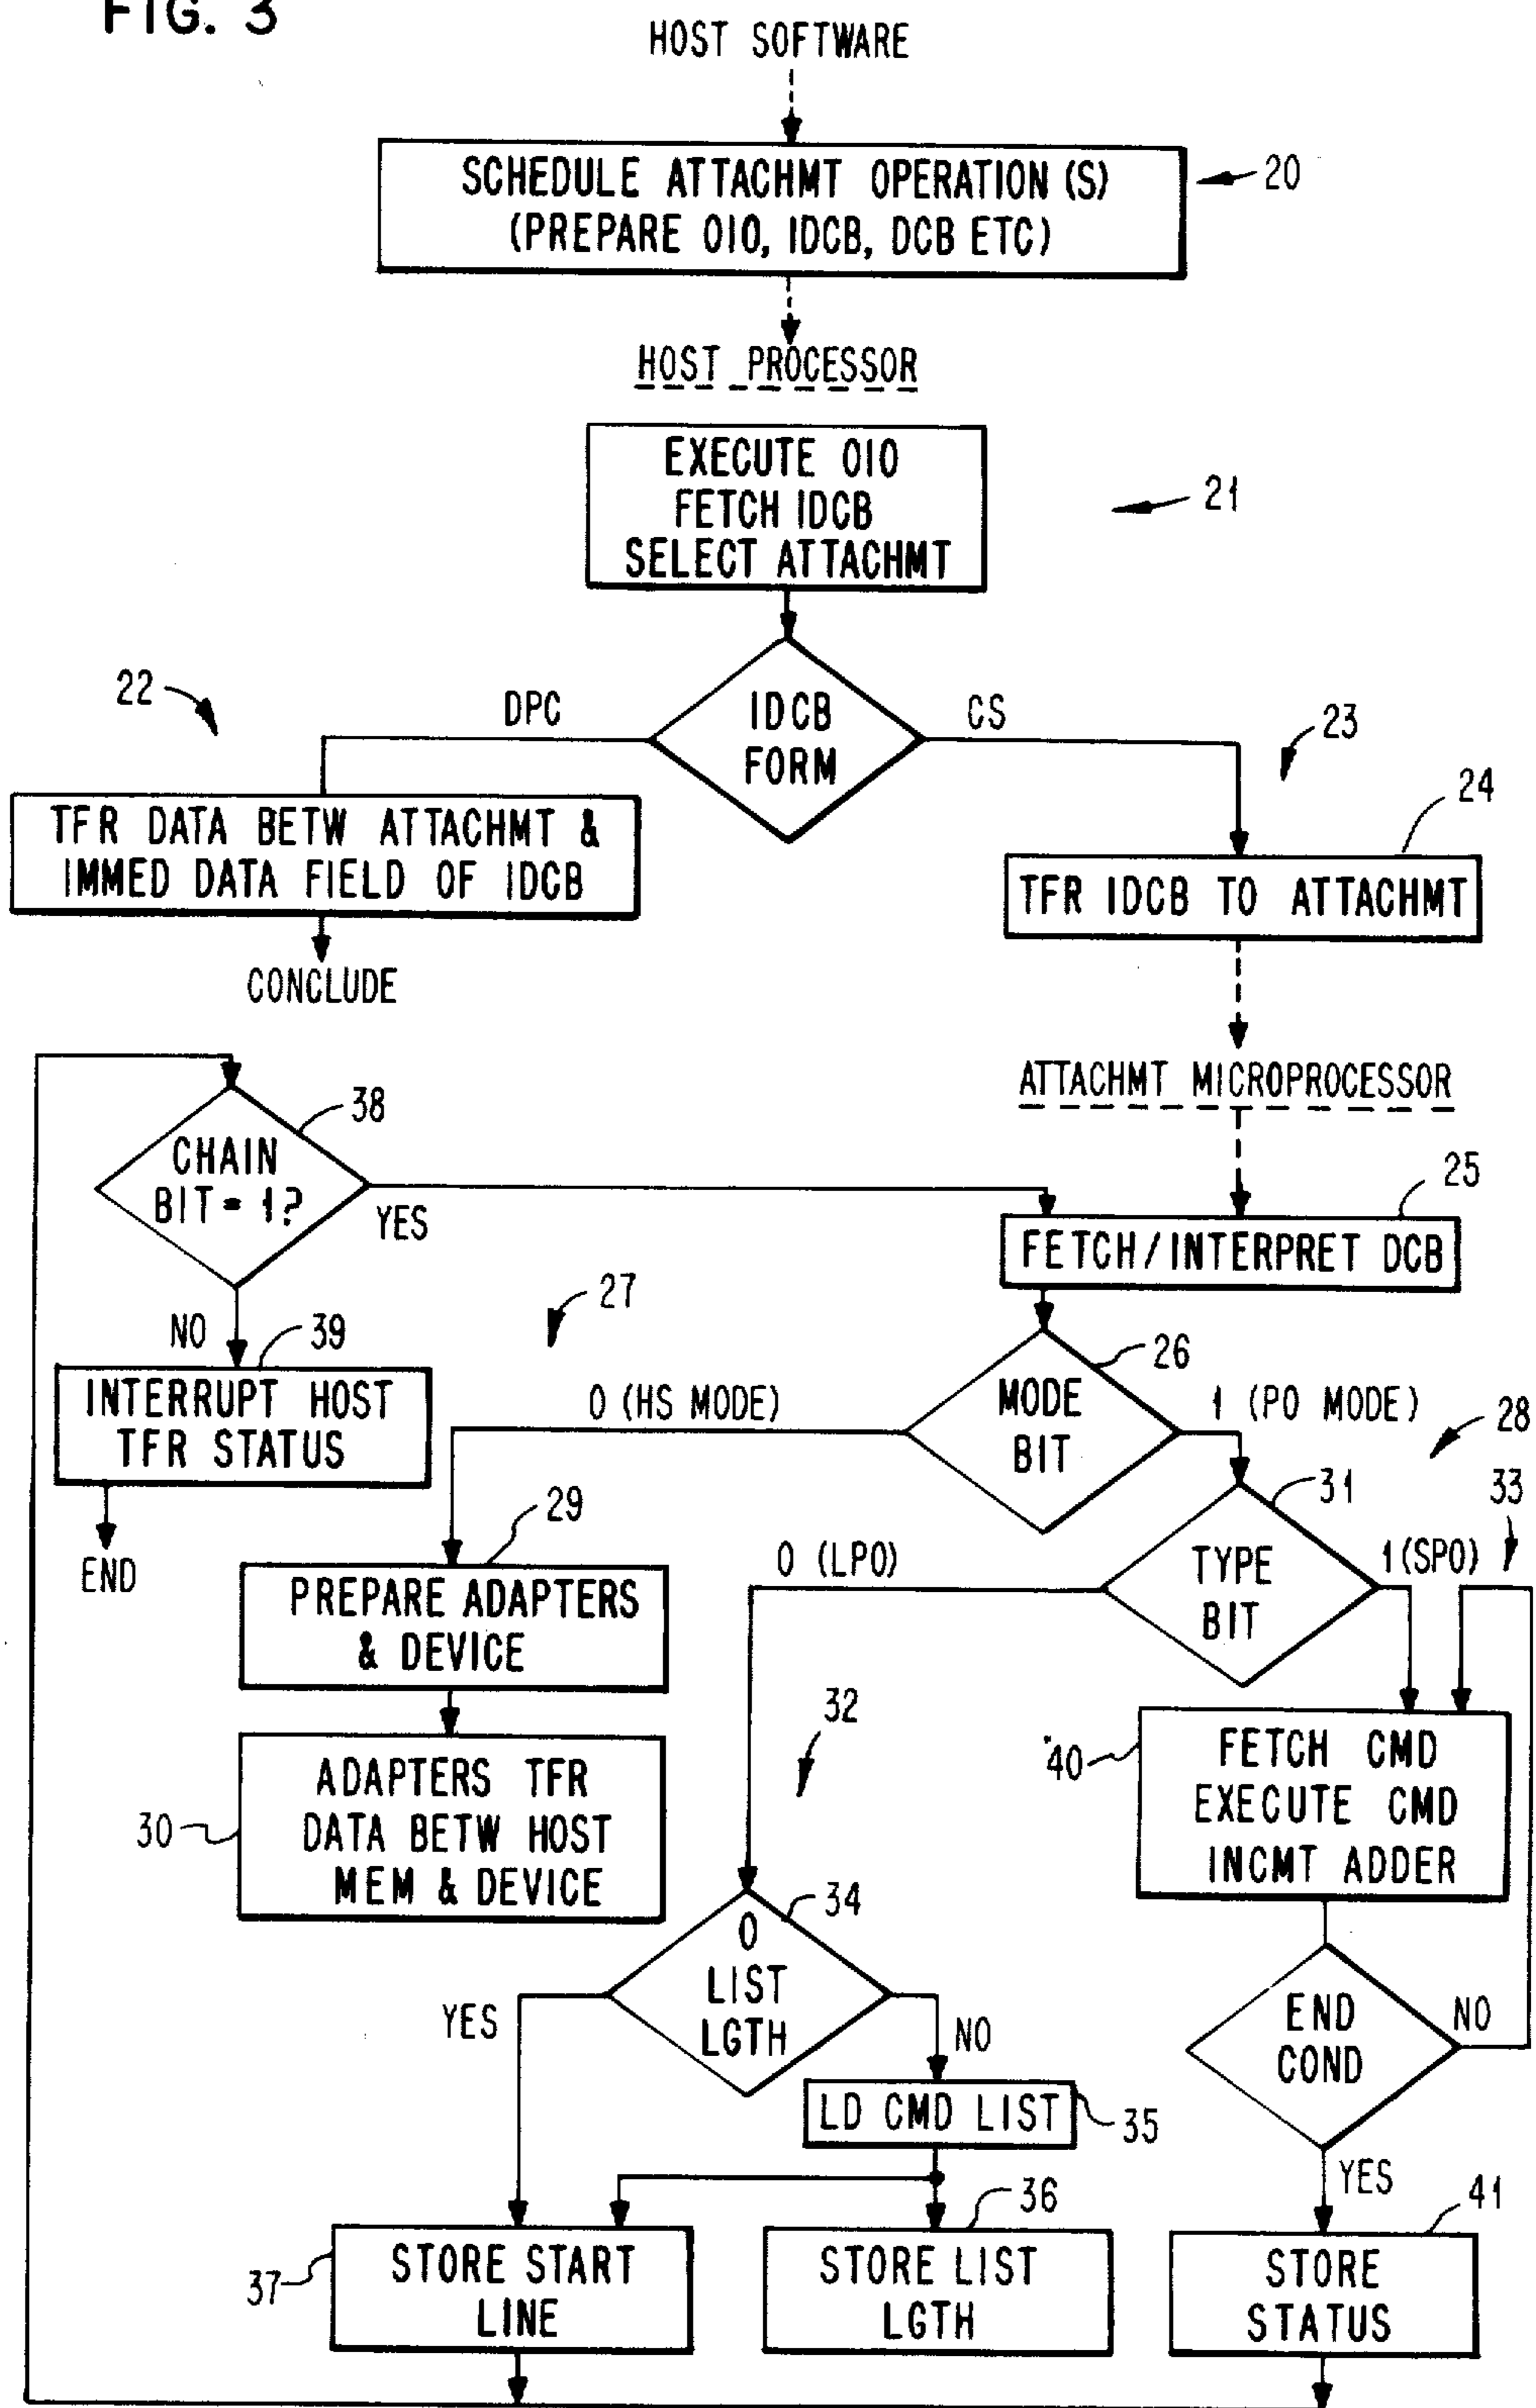 FIG. 3
HOST SOFTWARE
SCHEDULE ATTACHMT OPERATION (S)
(PREPARE OIO, IDCB, DCB ETC)
20
HOST PROCESSOR
EXECUTE OIO
FETCH IDCB
SELECT ATTACHMT
21
22
DPC
IDCB
FORM
CS
23
24
TFR DATA BETW ATTACHMT &
IMMED DATA FIELD OF IDCB
TFR IDCB TO ATTACHMT
CONCLUDE
ATTACHMT MICROPROCESSOR
38
CHAIN
BIT = 1?
YES
25
FETCH/INTERPRET DCB
27
NO
39
26
INTERRUPT HOST
TFR STATUS
0 (HS MODE)
MODE
BIT
1 (PO MODE)
28
END
29
31
33
PREPARE ADAPTERS
& DEVICE
0 (LPO)
TYPE
BIT
1 (SPO)
32
30
ADAPTERS TFR
DATA BETW HOST
MEM & DEVICE
40
FETCH CMD
EXECUTE CMD
INCMT ADDER
34
0
LIST
LGTH
YES
NO
END
COND
NO
LD CMD LIST
35
YES
36
41
37
STORE START
LINE
STORE LIST
LGTH
STORE
STATUS